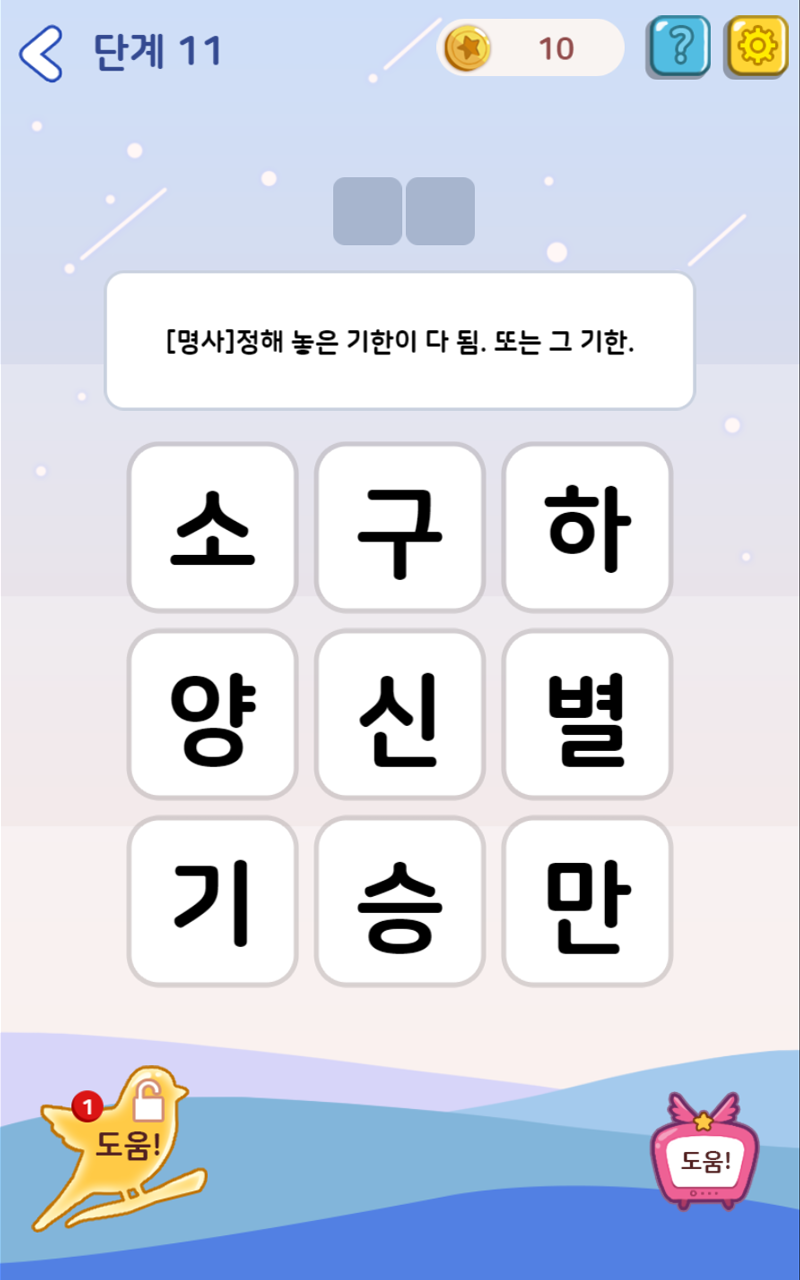 단계 11
10
?
[명사]정해 놓은 기한이 다 됨. 또는 그 기한.
소 구 하
양 신 별
기 승 만
1
도움!
도움!